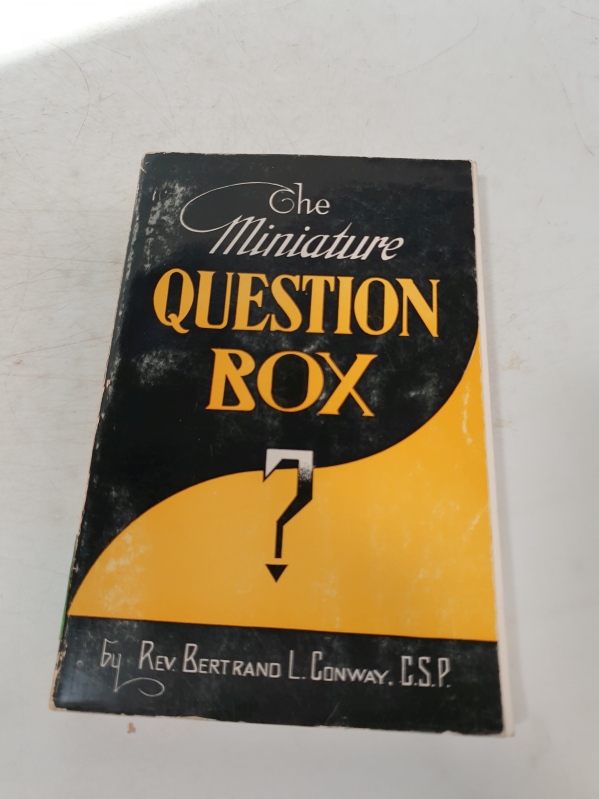 The
Miniature
QUESTION
BOX
?
by REV. BERTRAND L. CONWAY, C.S.P.